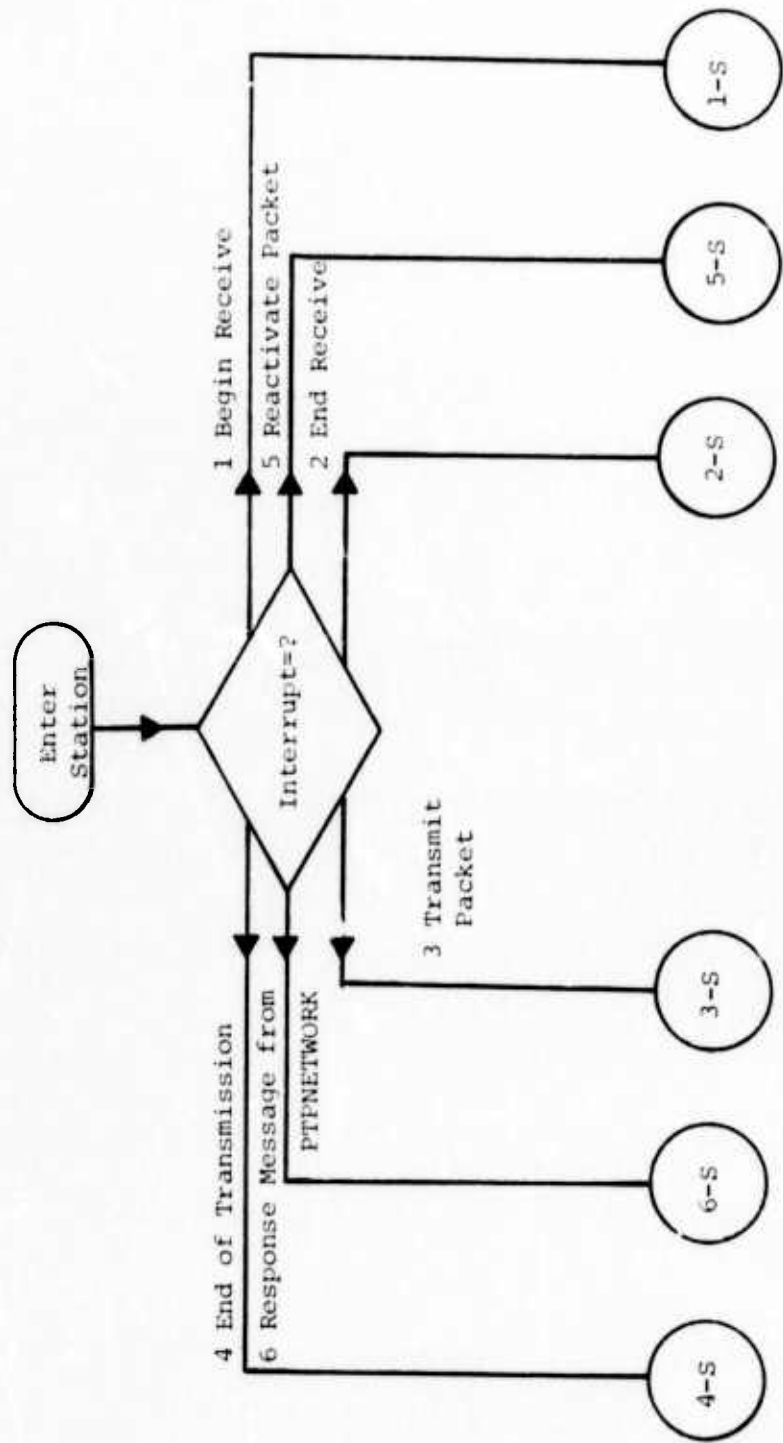 Enter
Station
Interrupt=?
4 End of Transmission
6 Response Message from
PTPNETWORK
3 Transmit
Packet
1 Begin Receive
5 Reactivate Packet
2 End Receive
4-S
6-S
3-S
2-S
5-S
1-S